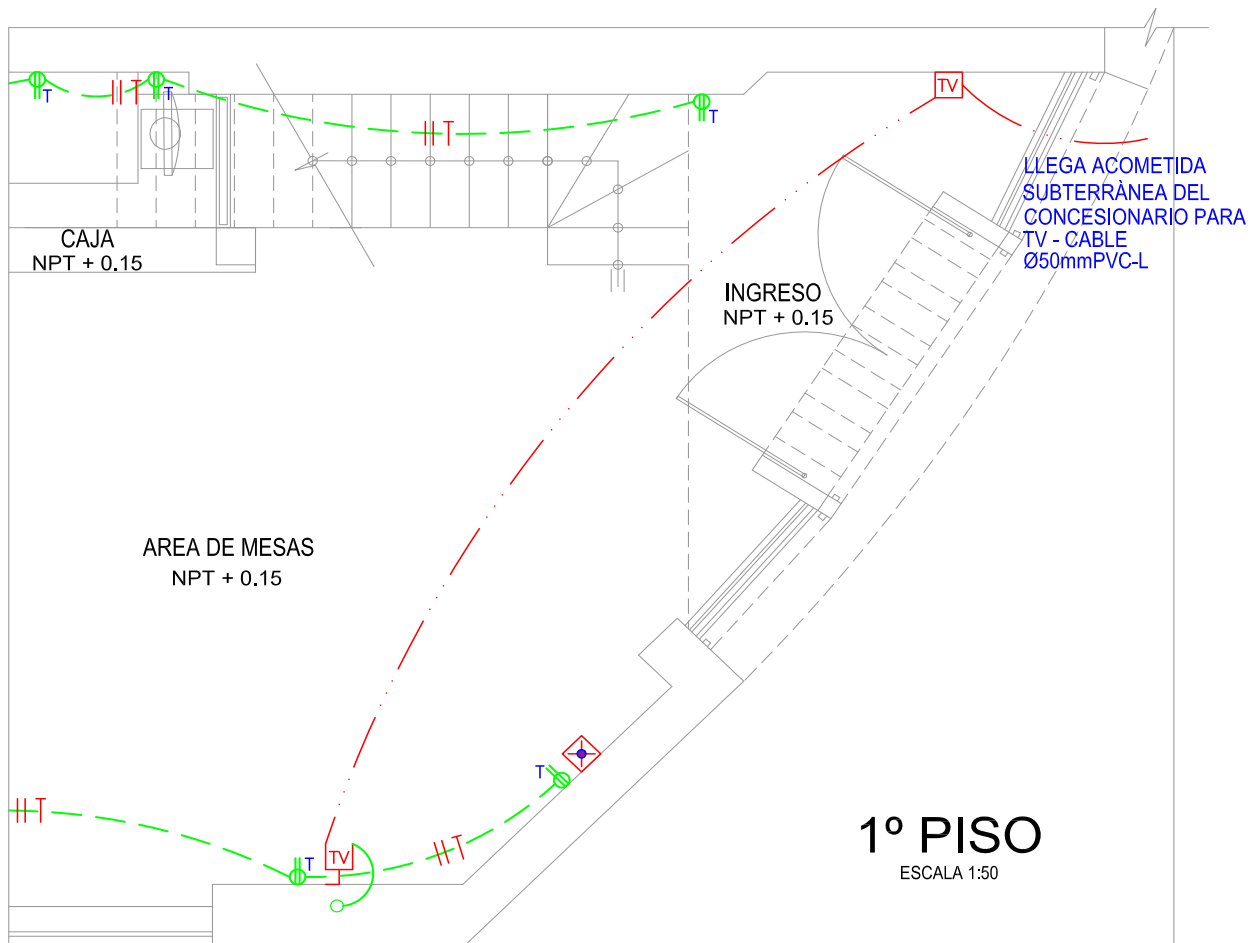 TV
T
T
T
T
T
LLEGA ACOMETIDA
SUBTERRÀNEA DEL
CONCESIONARIO PARA
TV - CABLE
Ø50mmPVC-L
CAJA
NPT + 0.15
INGRESO
NPT + 0.15
AREA DE MESAS
NPT + 0.15
T
T
T
T
TV
1º PISO
ESCALA 1:50